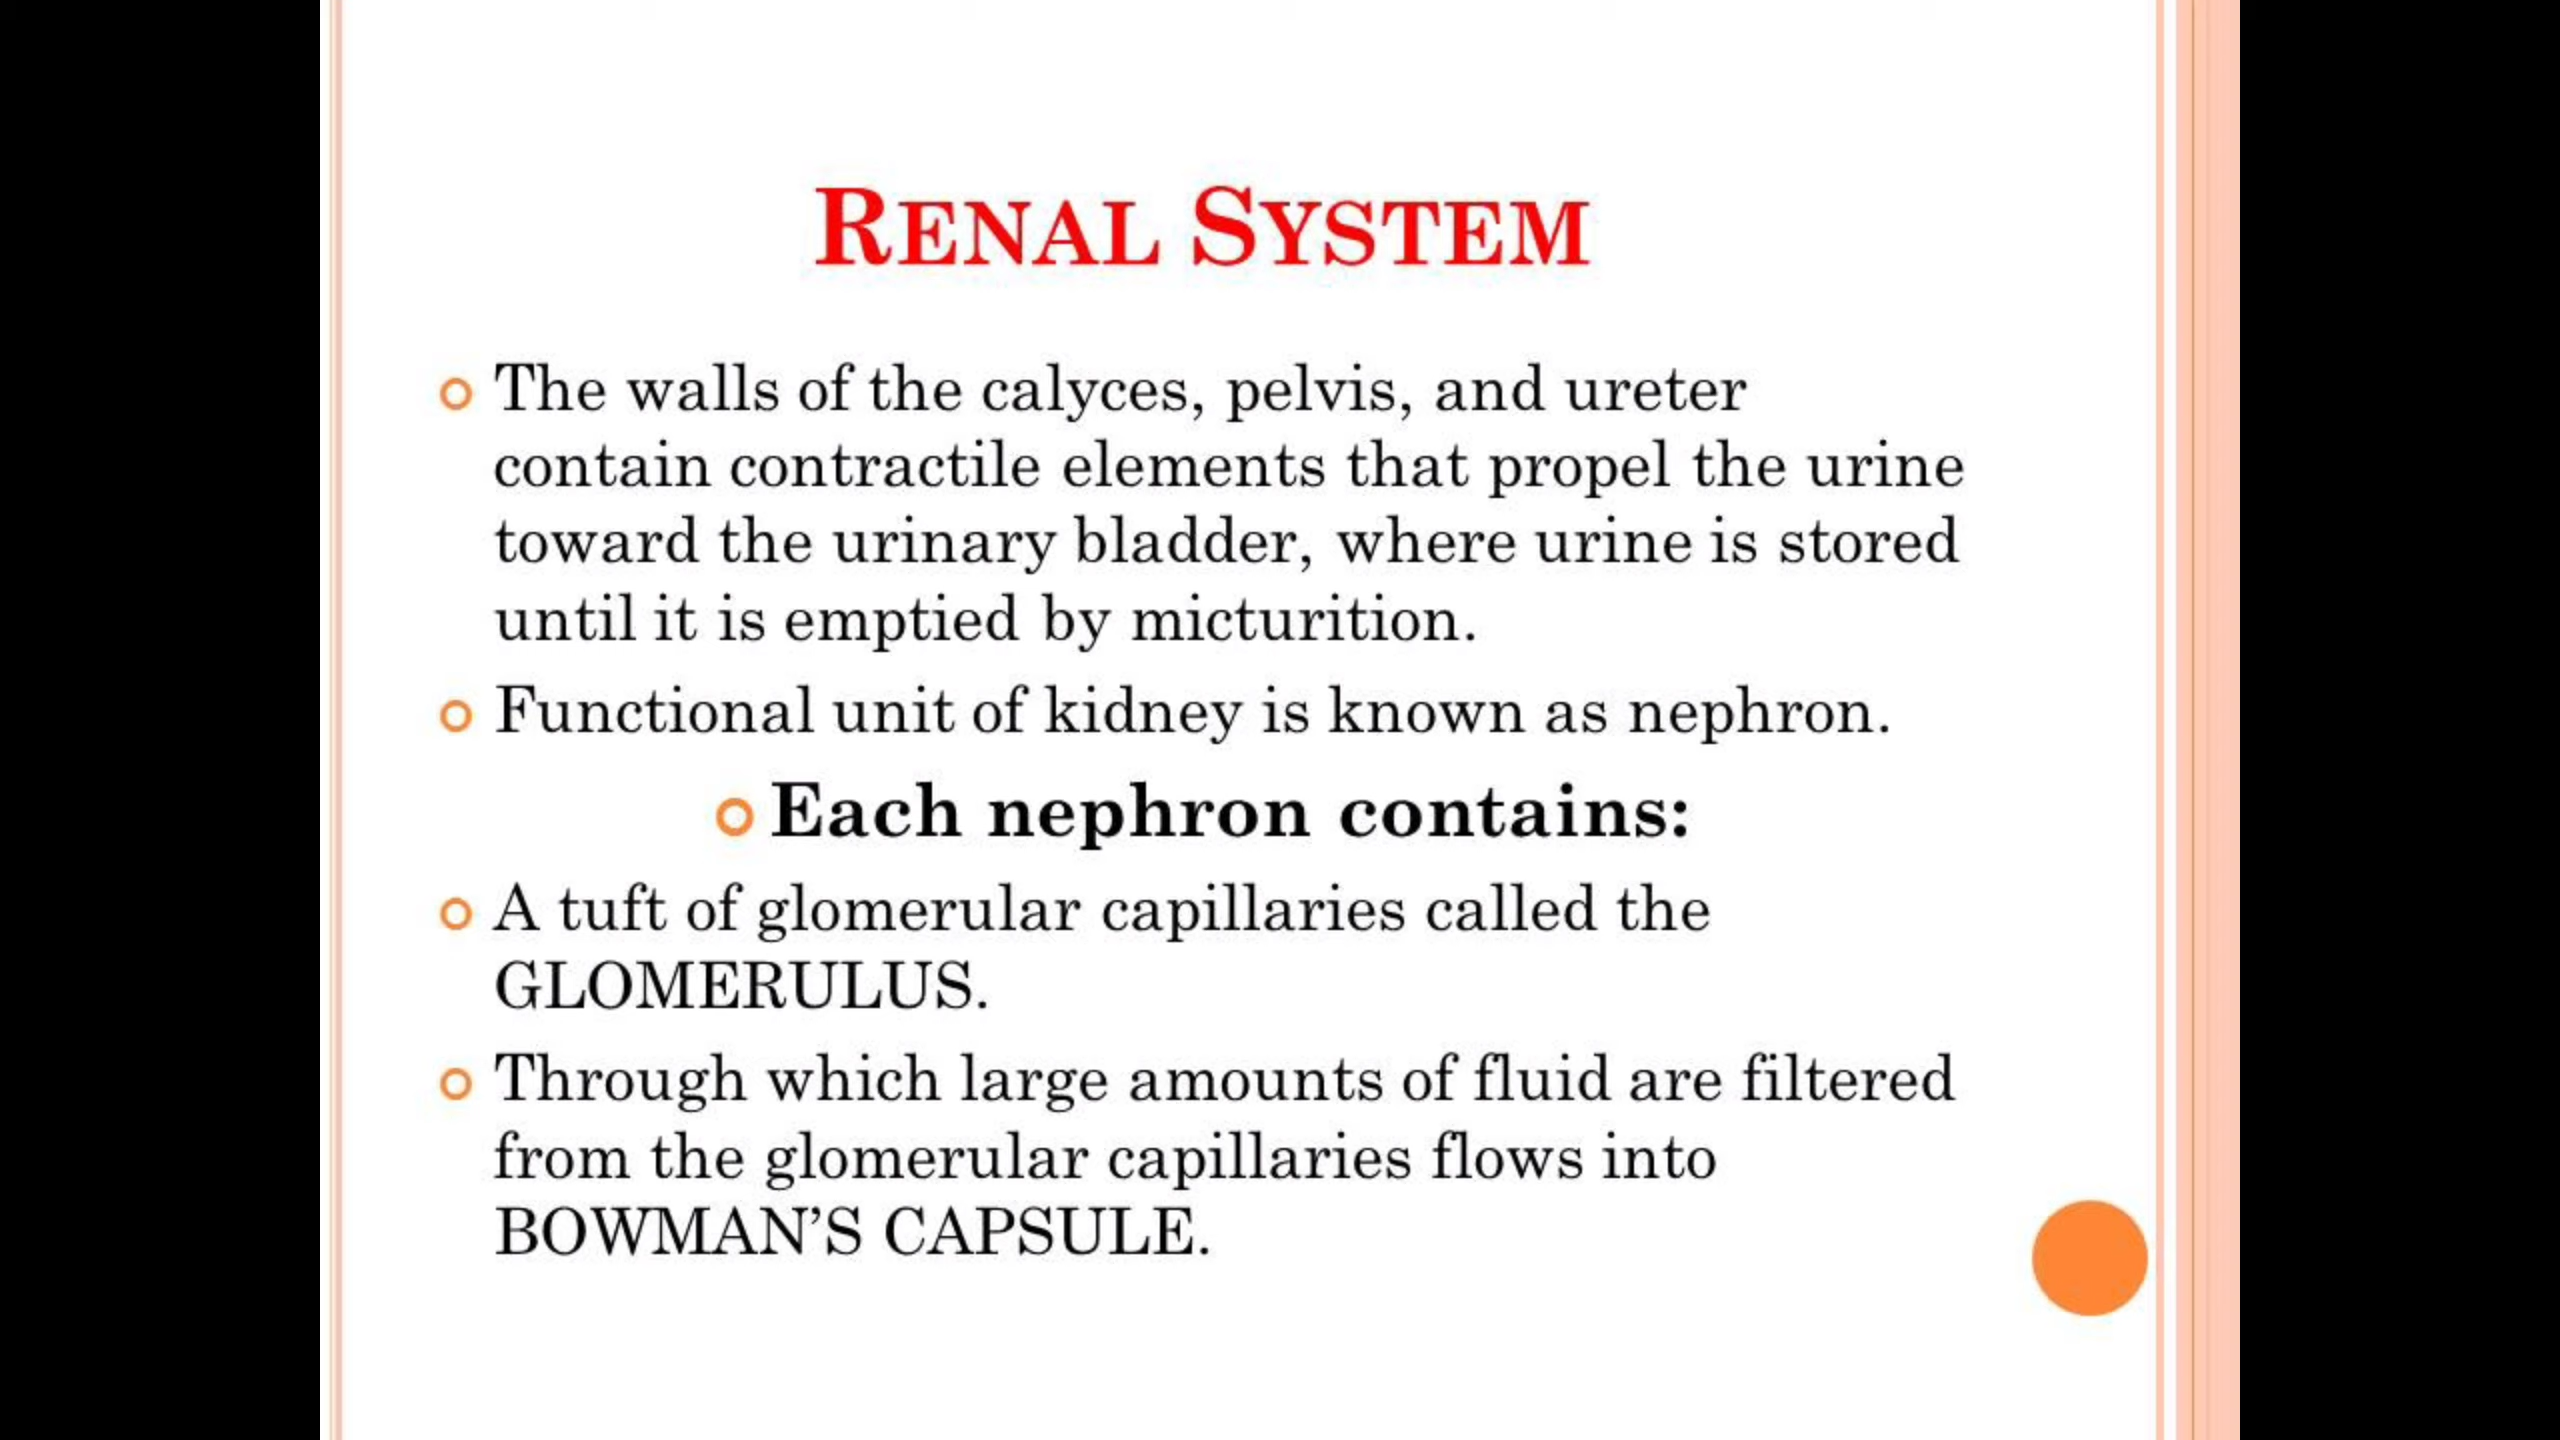 RENAL SYSTEM
The walls of the calyces, pelvis, and ureter
contain contractile elements that propel the urine
toward the urinary bladder, where urine is stored
until it is emptied by micturition.
Functional unit of kidney is known as nephron.
Each nephron contains:
A tuft of glomerular capillaries called the
GLOMERULUS.
Through which large amounts of fluid are filtered
from the glomerular capillaries flows into
BOWMAN’S CAPSULE.